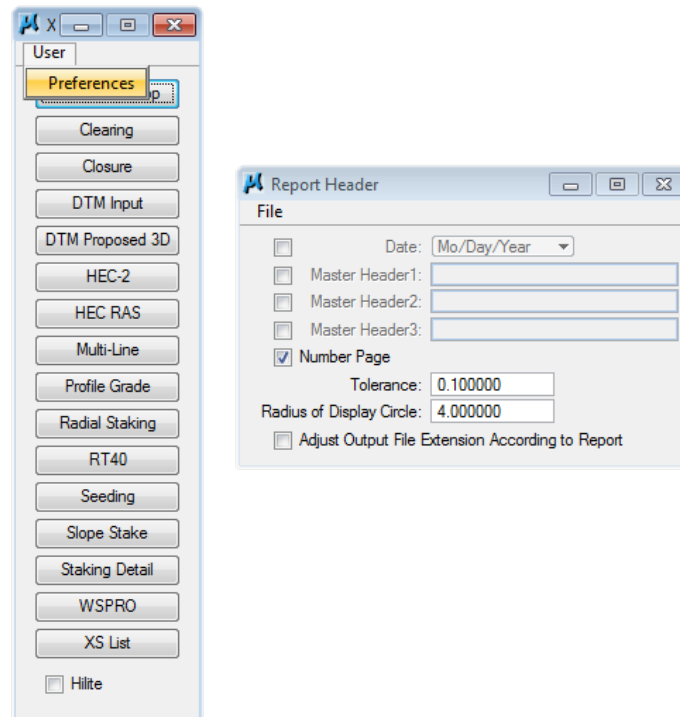 X
User
Preferences
p
Clearing
Closure
DTM Input
DTM Proposed 3D
HEC-2
HEC RAS
Multi-Line
Profile Grade
Radial Staking
RT40
Seeding
Slope Stake
Staking Detail
WSPRO
XS List
Hilite
Report Header
File
Date: Mo/Day/Year
Master Header1:
Master Header2:
Master Header3:
Number Page
Tolerance: 0.100000
Radius of Display Circle: 4.000000
Adjust Output File Extension According to Report